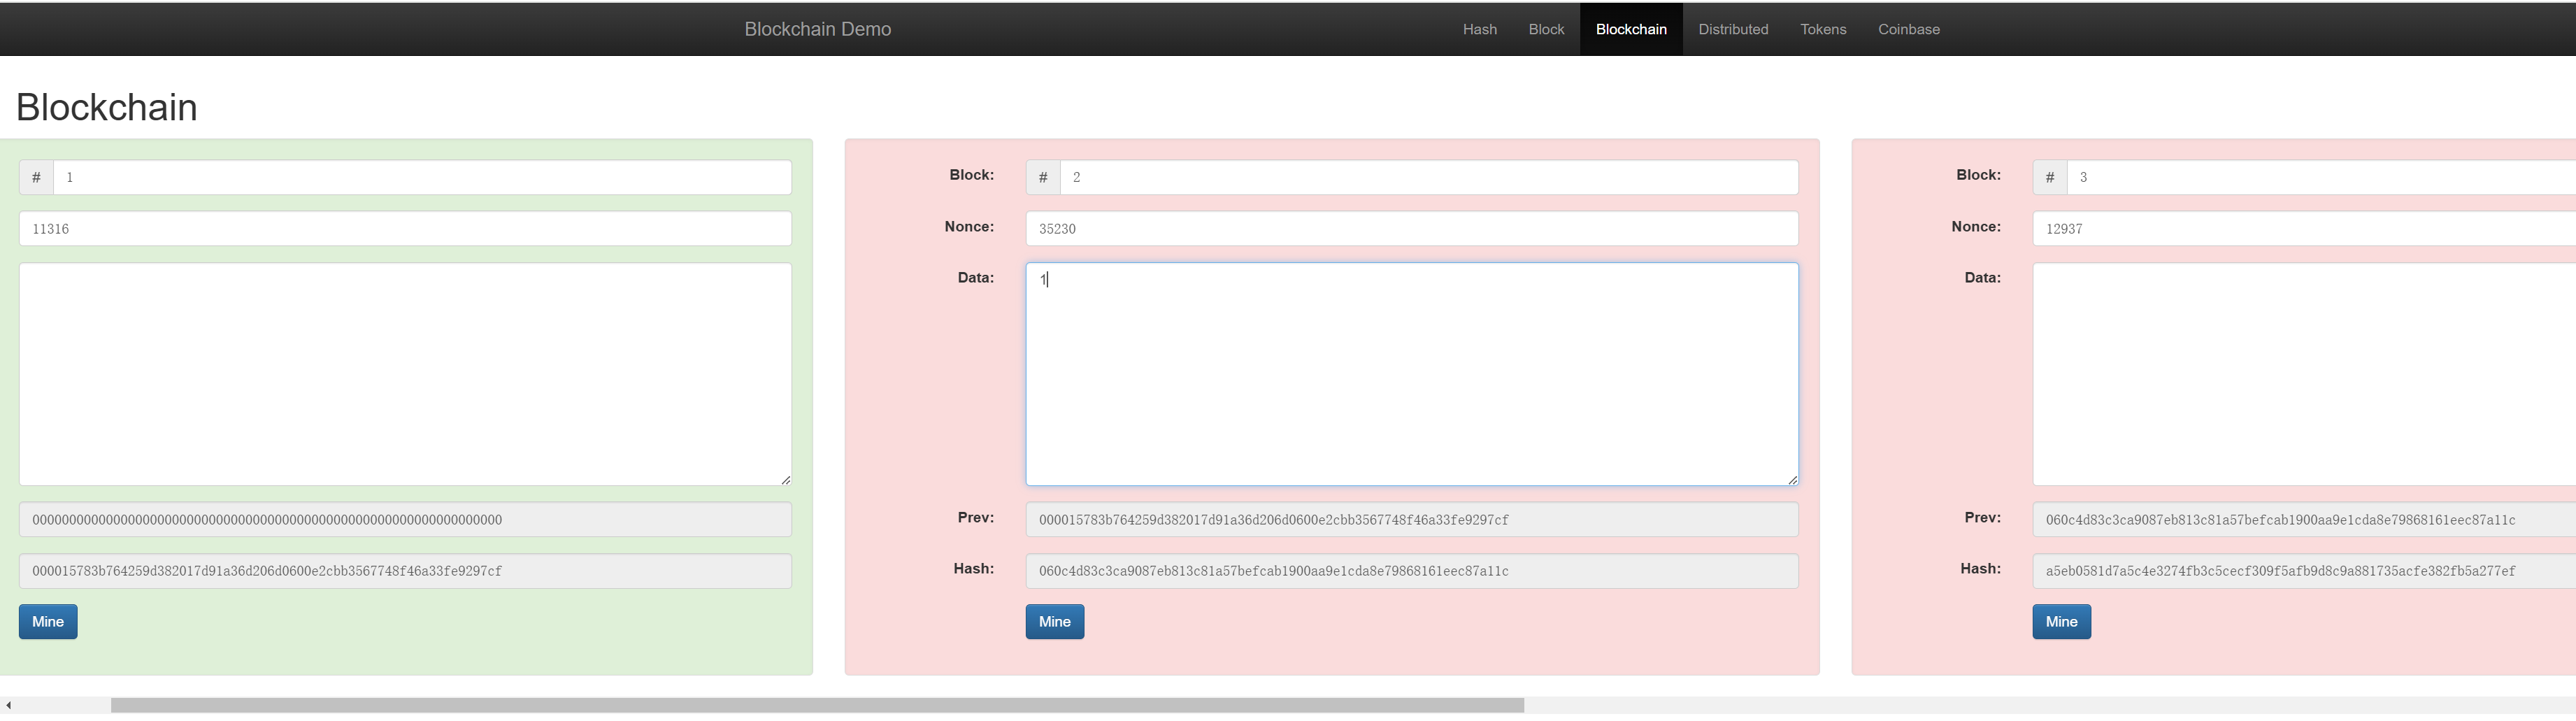 Blockchain Demo Hash Block Blockchain Distributed Tokens Coinbase
Blockchain
# 1
11316
0000000000000000000000000000000000000000000000000000000000000000
000015783b764259d382017d91a36d206d0600e2cbb3567748f46a33fe9297cf
Mine
Block: # 2
Nonce: 35230
Data: 1
Prev: 000015783b764259d382017d91a36d206d0600e2cbb3567748f46a33fe9297cf
Hash: 060c4d83c3ca9087eb813c81a57befcab1900aa9e1cda8e79868161eec87a11c
Mine
Block: # 3
Nonce: 12937
Data:
Prev: 060c4d83c3ca9087eb813c81a57befcab1900aa9e1cda8e79868161eec87a11c
Hash: a5eb0581d7a5c4e3274fb3c5cecf309f5afb9d8c9a881735acfe382fb5a277ef
Mine